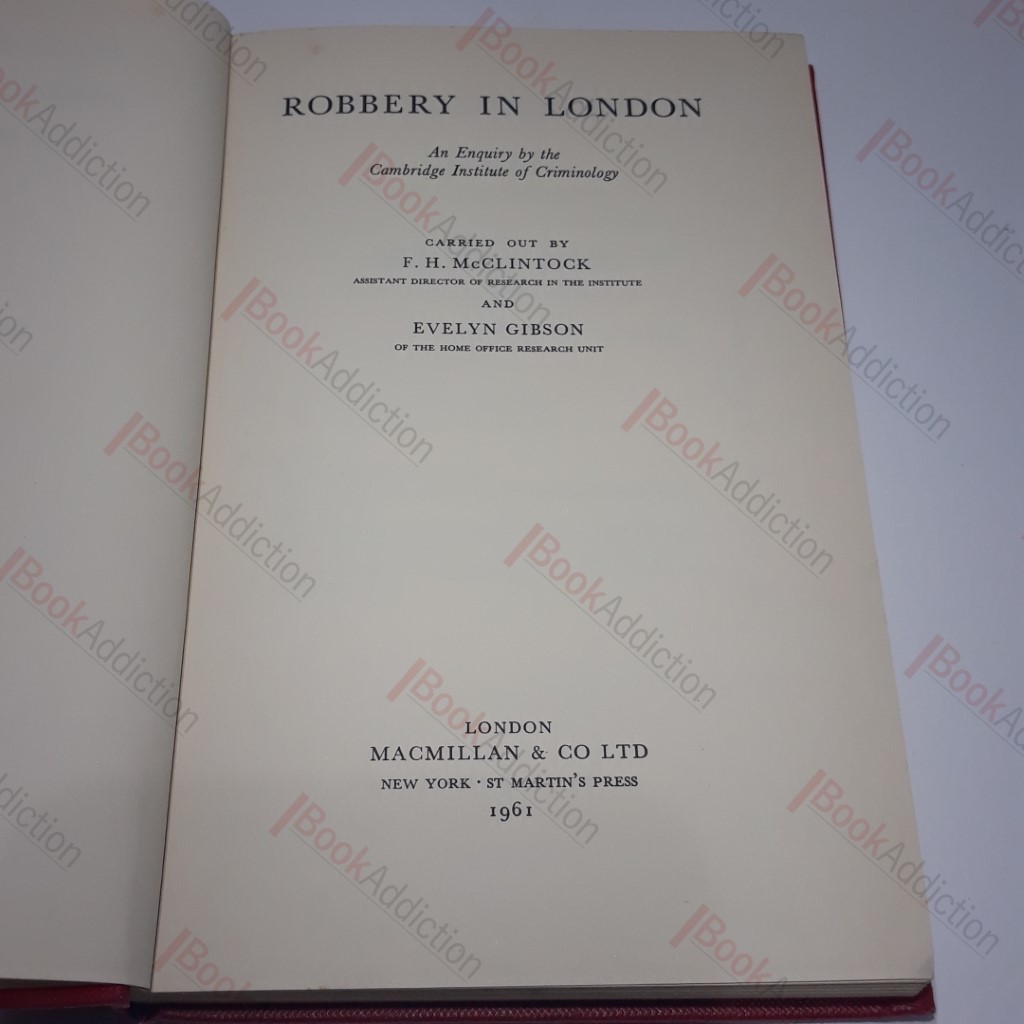 ROBBERY IN LONDON
An Enquiry by the
Cambridge Institute of Criminology
CARRIED OUT BY
F. H. McCLINTOCK
ASSISTANT DIRECTOR OF RESEARCH IN THE INSTITUTE
AND
EVELYN GIBSON
OF THE HOME OFFICE RESEARCH UNIT
LONDON
MACMILLAN & CO LTD
NEW YORK · ST MARTIN'S PRESS
1961
BookAddiction